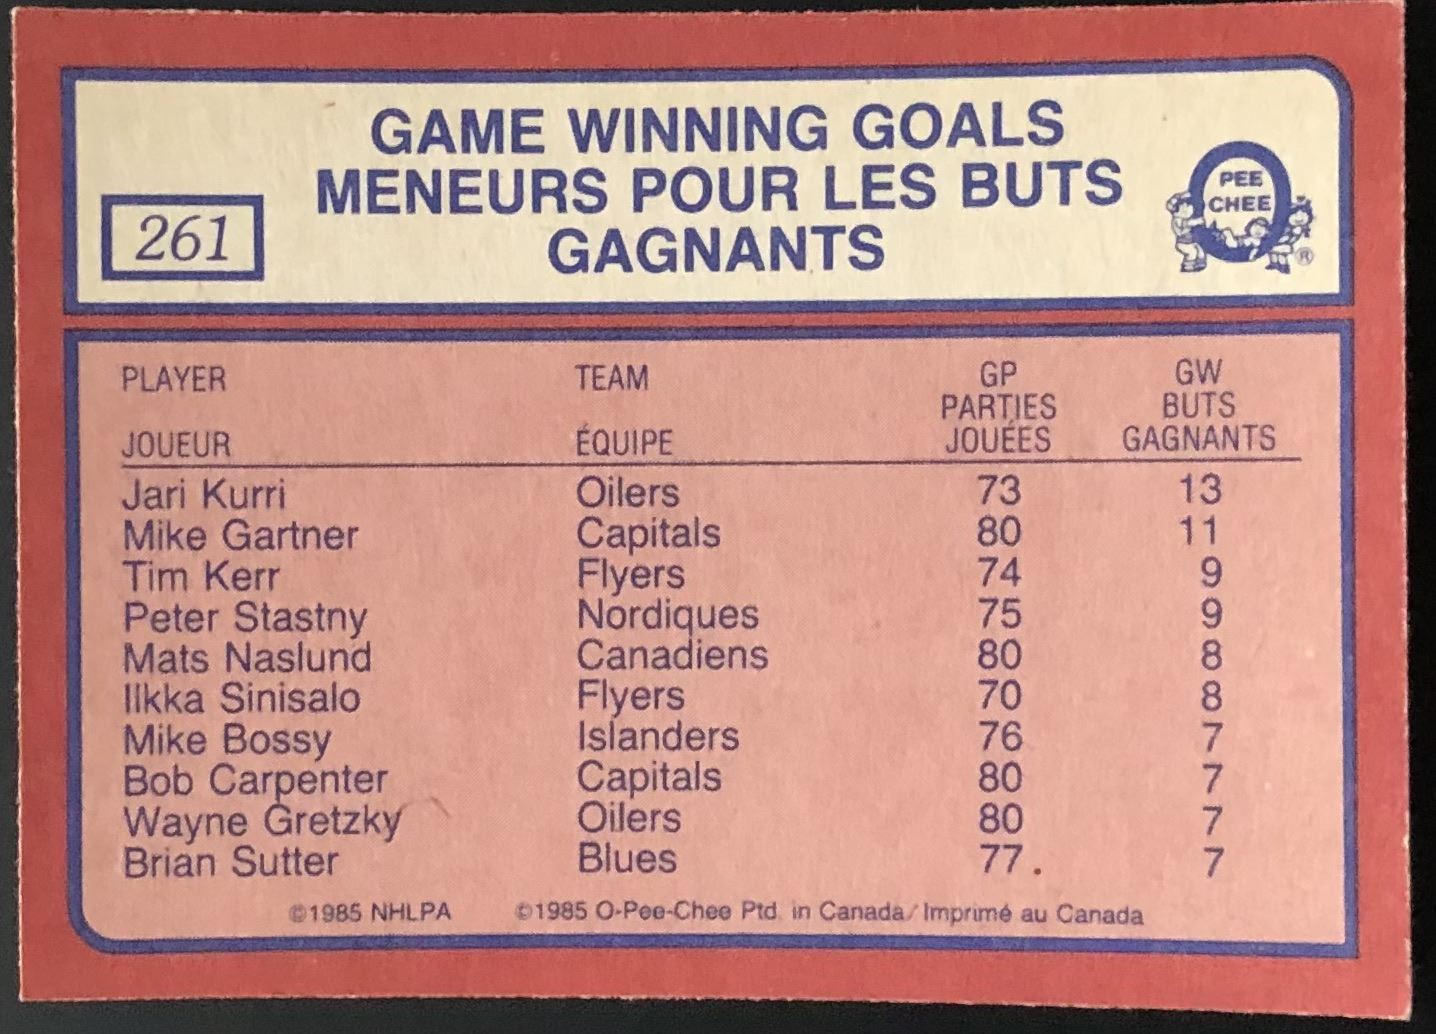 GAME WINNING GOALS
MENEURS POUR LES BUTS
GAGNANTS
261
PEE
CHEE
®
PLAYER TEAM GP GW
PARTIES BUTS
JOUEUR ÉQUIPE JOUÉES GAGNANTS
Jari Kurri Oilers 73 13
Mike Gartner Capitals 80 11
Tim Kerr Flyers 74 9
Peter Stastny Nordiques 75 9
Mats Naslund Canadiens 80 8
Ilkka Sinisalo Flyers 70 8
Mike Bossy Islanders 76 7
Bob Carpenter Capitals 80 7
Wayne Gretzky Oilers 80 7
Brian Sutter Blues 77 7
©1985 NHLPA ©1985 O-Pee-Chee Ptd. in Canada/Imprimé au Canada